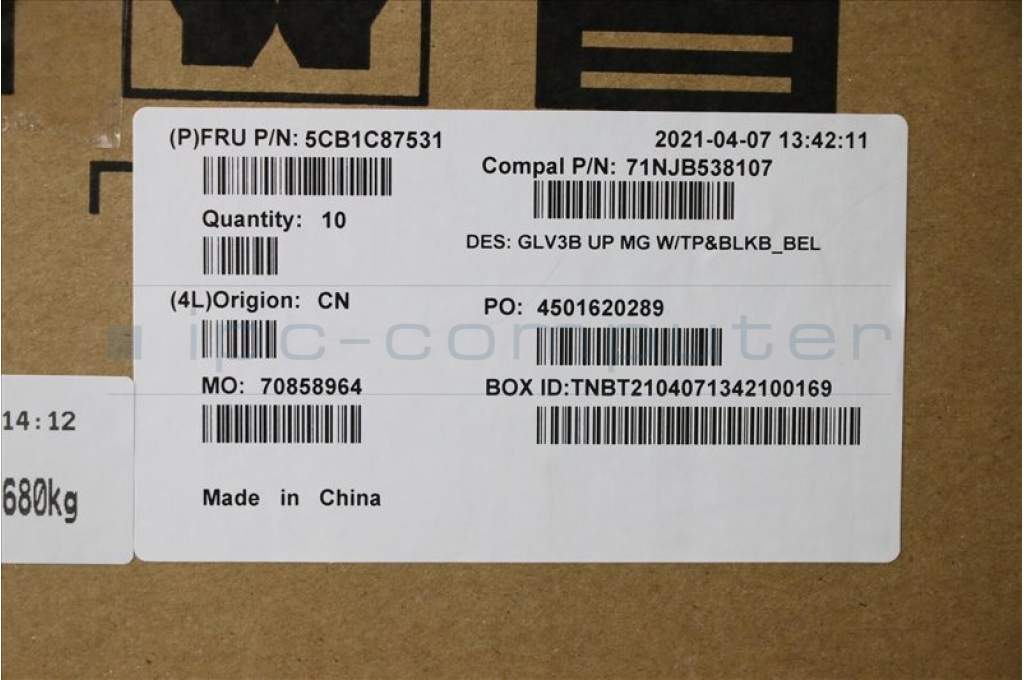 (P)FRU P/N: 5CB1C87531
2021-04-07 13:42:11
Compal P/N: 71NJB538107
Quantity: 10
DES: GLV3B UP MG W/TP&BLKB_BEL
(4L)Origion: CN
PO: 4501620289
ipc-computer
MO: 70858964
BOX ID:TNBT2104071342100169
14:12
680kg
Made in China